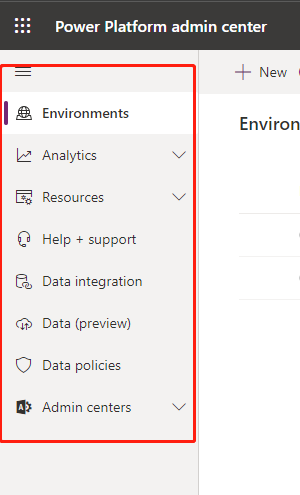 Power Platform admin center
New
Environments
Environ
Analytics
Resources
Help + support
Data integration
Data (preview)
Data policies
Admin centers